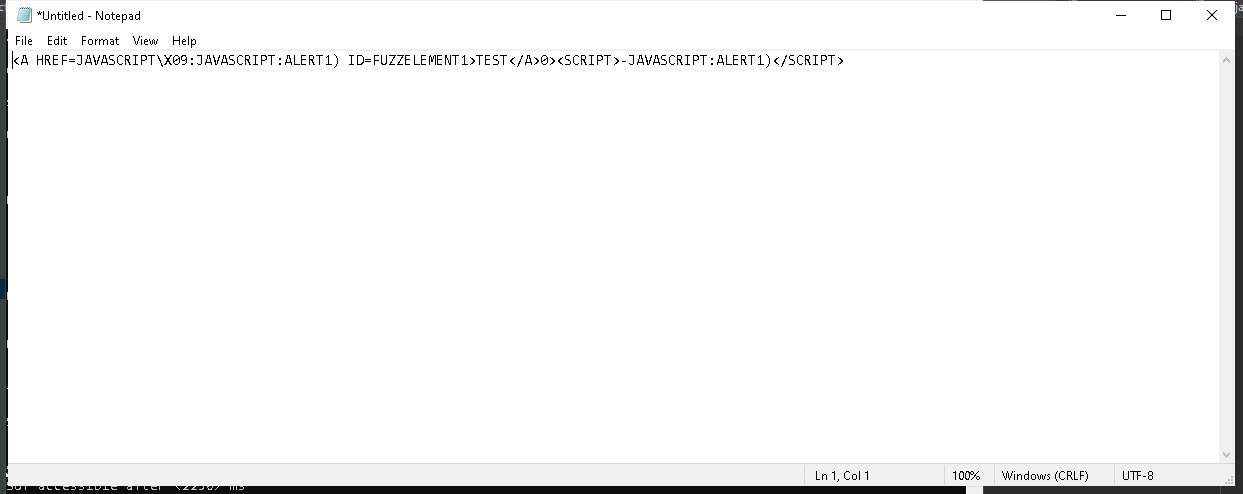 *Untitled - Notepad
File Edit Format View Help
<A HREF=JAVASCRIPT\X09:JAVASCRIPT:ALERT1) ID=FUZZELEMENT1>TEST</A>0><SCRIPT>-JAVASCRIPT:ALERT1)</SCRIPT>
Ln 1, Col 1 100% Windows (CRLF) UTF-8